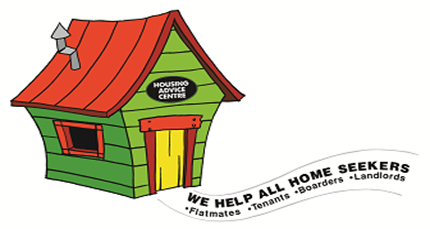 HOUSING
ADVICE
CENTRE
WE HELP ALL HOME SEEKERS
•Flatmates •Tenants •Boarders •Landlords